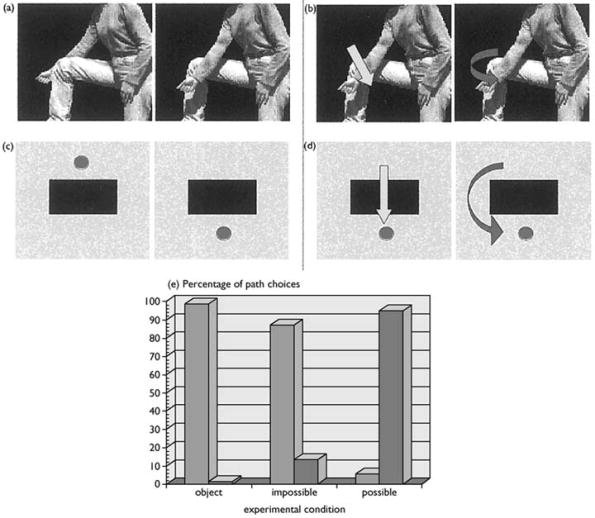 (a)
(b)
(c)
(d)
(e) Percentage of path choices
100
90
80
70
60
50
40
30
20
10
0
object impossible possible
experimental condition